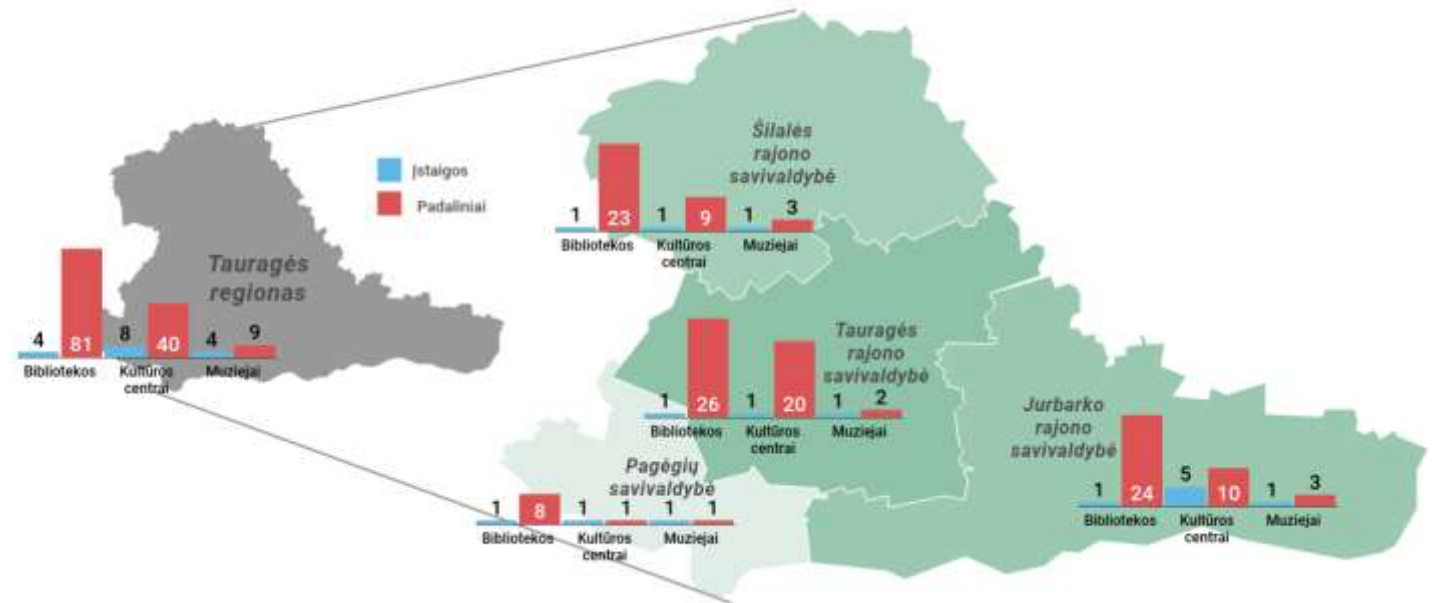 Įstaigos
Padaliniai
Tauragės
regionas
4 81 8 40 4 9
Bibliotekos Kultūros
centrai Muziejai
Šilalės
rajono
savivaldybė
1 23 1 9 1 3
Bibliotekos Kultūros
centrai Muziejai
Tauragės
rajono
savivaldybė
1 26 1 20 1 2
Bibliotekos Kultūros
centrai Muziejai
Pagėgių
savivaldybė
1 8 1 1 1 1
Bibliotekos Kultūros
centrai Muziejai
Jurbarko
rajono
savivaldybė
1 24 5 10 1 3
Bibliotekos Kultūros
centrai Muziejai